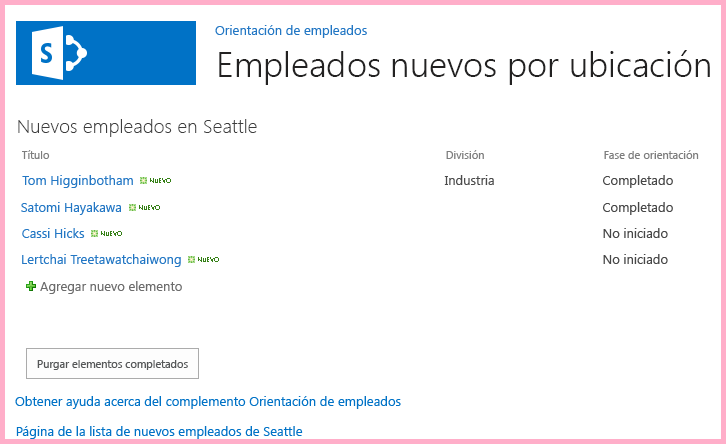 S
Orientación de empleados
Empleados nuevos por ubicación
Nuevos empleados en Seattle
Título División Fase de orientación
Tom Higginbotham NUEVO Industria Completado
Satomi Hayakawa NUEVO Completado
Cassi Hicks NUEVO No iniciado
Lertchai Treetawatchaiwong NUEVO No iniciado
Agregar nuevo elemento
Purgar elementos completados
Obtener ayuda acerca del complemento Orientación de empleados
Página de la lista de nuevos empleados de Seattle